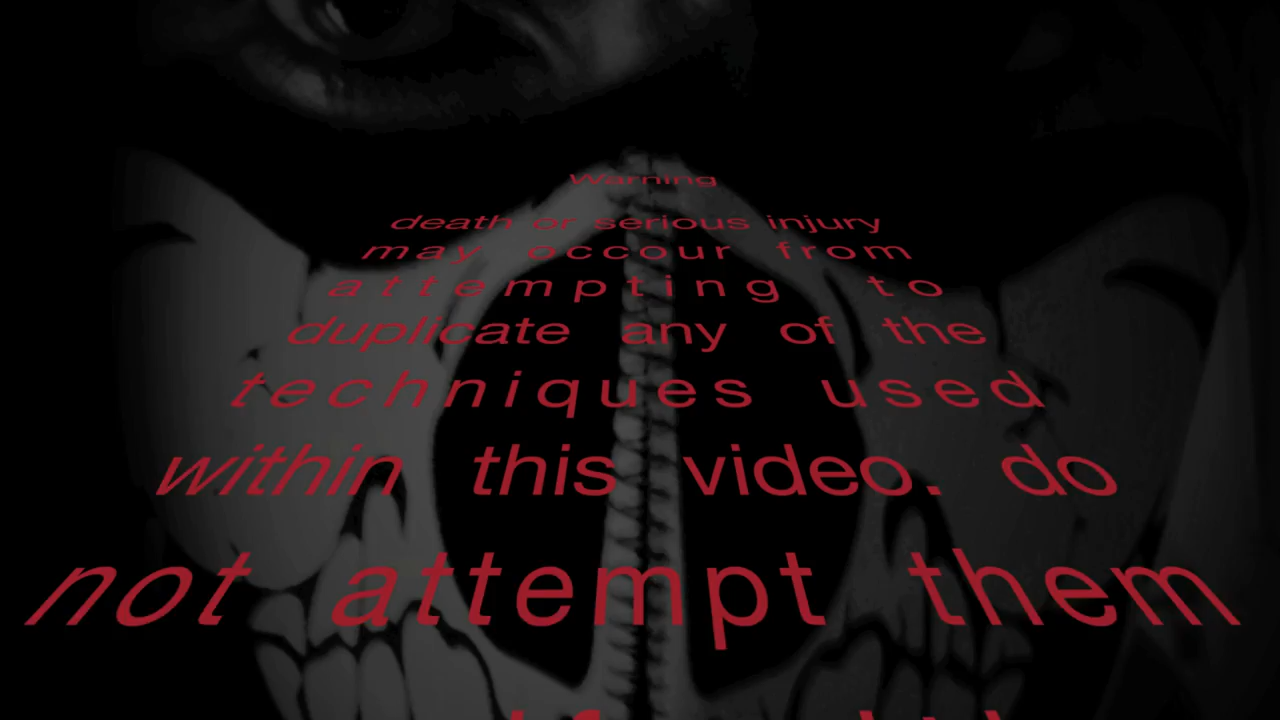 Warning
death or serious injury
may occour from
attempting to
duplicate any of the
techniques used
within this video. do
not attempt them